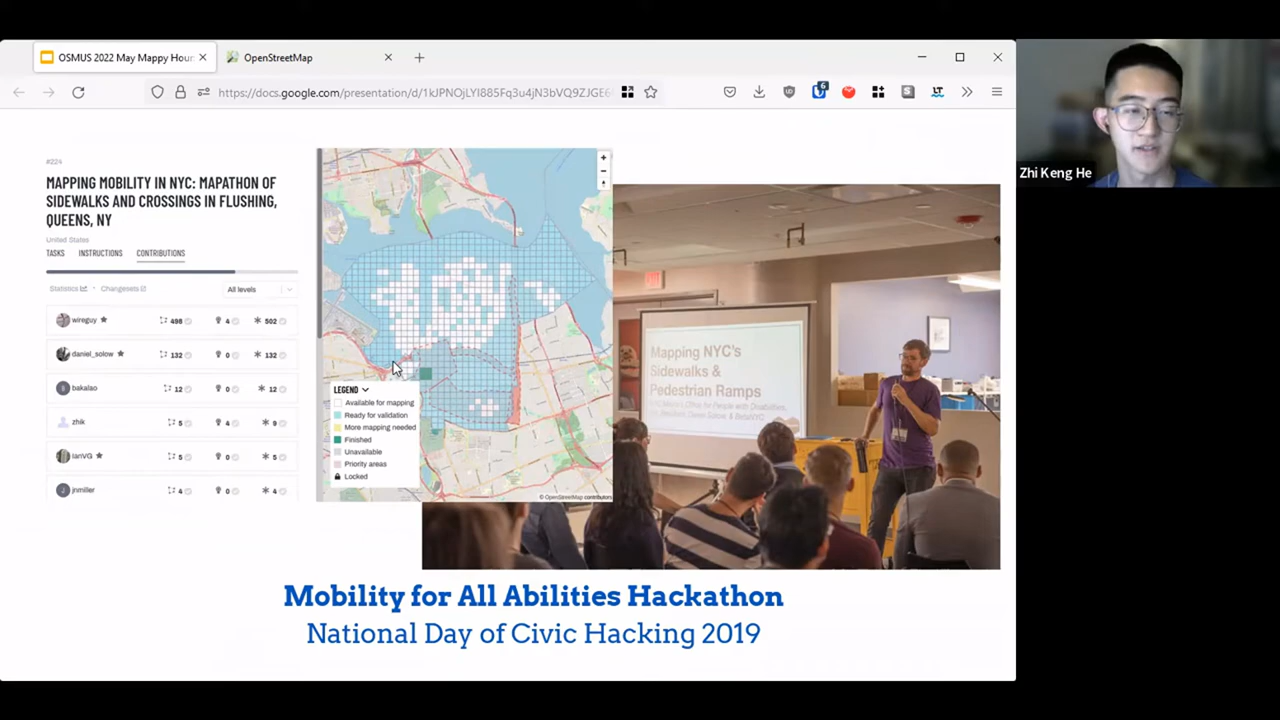 OSMUS 2022 May Mappy Hour
OpenStreetMap
https://docs.google.com/presentation/d/1kJPNOjLYI885Fq3u4jN3bVQ9ZJGE6
Zhi Keng He
#224
MAPPING MOBILITY IN NYC: MAPATHON OF
SIDEWALKS AND CROSSINGS IN FLUSHING,
QUEENS, NY
United States
TASKS INSTRUCTIONS CONTRIBUTIONS
Statistics Changesets All levels
wireguy 498 4 502
daniel_solow 132 0 132
bakalao 12 0 12
zhik 5 4 9
IanVG 5 0 5
jnmiller 4 0 4
LEGEND
Available for mapping
Ready for validation
More mapping needed
Finished
Unavailable
Priority areas
Locked
© OpenStreetMap contributors
EXIT
Mapping NYC's
Sidewalks &
Pedestrian Ramps
Mobility for All Abilities Hackathon
National Day of Civic Hacking 2019